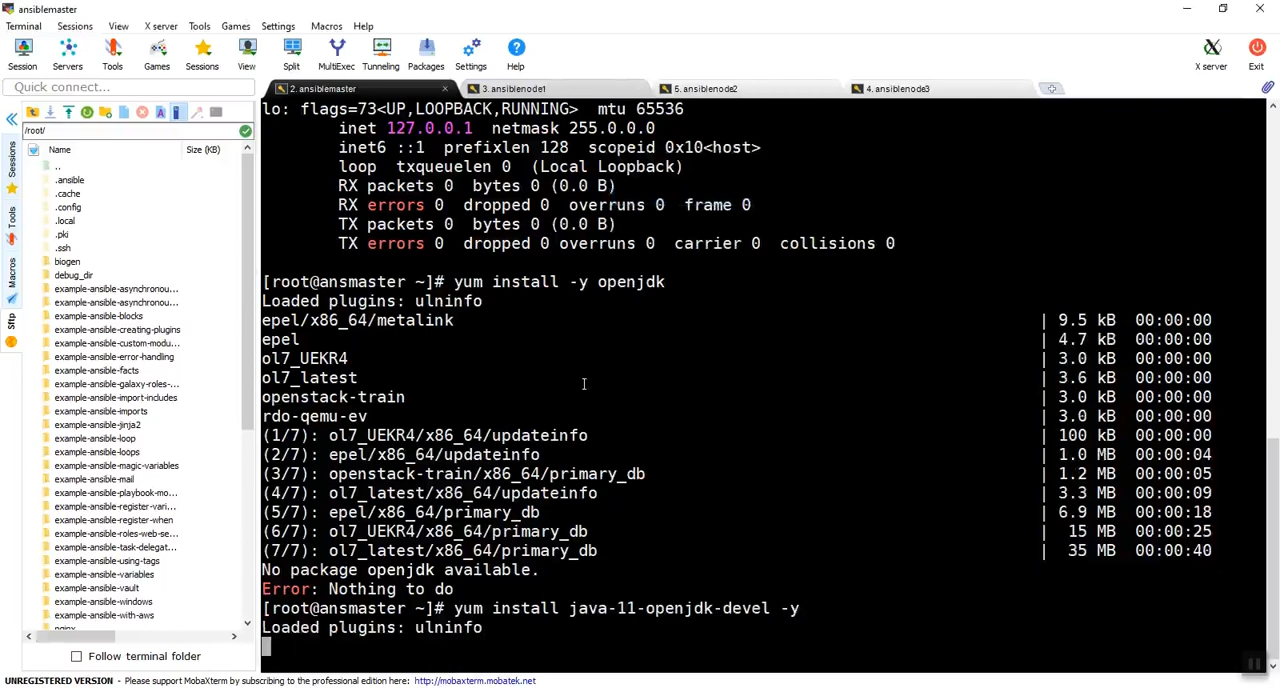 ansiblemaster
Terminal Sessions View X server Tools Games Settings Macros Help
Session Servers Tools Games Sessions View Split MultiExec Tunneling Packages Settings Help X server Exit
Quick connect...
2. ansiblemaster 3. ansiblenode1 5. ansiblenode2 4. ansiblenode3
/root/
Name Size (KB)
..
.ansible
.cache
.config
.local
.pki
.ssh
biogen
debug_dir
example-ansible-asynchronou...
example-ansible-asynchronou...
example-ansible-blocks
example-ansible-creating-plugins
example-ansible-custom-modu...
example-ansible-error-handling
example-ansible-facts
example-ansible-galaxy-roles-...
example-ansible-import-includes
example-ansible-imports
example-ansible-jinja2
example-ansible-loop
example-ansible-loops
example-ansible-magic-variables
example-ansible-mail
example-ansible-playbook-mo...
example-ansible-register-vari...
example-ansible-register-when
example-ansible-roles-web-se...
example-ansible-task-delegat...
example-ansible-using-tags
example-ansible-variables
example-ansible-vault
example-ansible-windows
example-ansible-with-aws
nginx
Follow terminal folder
Sessions
Tools
Macros
Sftp
lo: flags=73<UP,LOOPBACK,RUNNING> mtu 65536
inet 127.0.0.1 netmask 255.0.0.0
inet6 ::1 prefixlen 128 scopeid 0x10<host>
loop txqueuelen 0 (Local Loopback)
RX packets 0 bytes 0 (0.0 B)
RX errors 0 dropped 0 overruns 0 frame 0
TX packets 0 bytes 0 (0.0 B)
TX errors 0 dropped 0 overruns 0 carrier 0 collisions 0
[root@ansmaster ~]# yum install -y openjdk
Loaded plugins: ulninfo
epel/x86_64/metalink | 9.5 kB 00:00:00
epel | 4.7 kB 00:00:00
ol7_UEKR4 | 3.0 kB 00:00:00
ol7_latest | 3.6 kB 00:00:00
openstack-train | 3.0 kB 00:00:00
rdo-qemu-ev | 3.0 kB 00:00:00
(1/7): ol7_UEKR4/x86_64/updateinfo | 100 kB 00:00:00
(2/7): epel/x86_64/updateinfo | 1.0 MB 00:00:04
(3/7): openstack-train/x86_64/primary_db | 1.2 MB 00:00:05
(4/7): ol7_latest/x86_64/updateinfo | 3.3 MB 00:00:09
(5/7): epel/x86_64/primary_db | 6.9 MB 00:00:18
(6/7): ol7_UEKR4/x86_64/primary_db | 15 MB 00:00:25
(7/7): ol7_latest/x86_64/primary_db | 35 MB 00:00:40
No package openjdk available.
Error: Nothing to do
[root@ansmaster ~]# yum install java-11-openjdk-devel -y
Loaded plugins: ulninfo
UNREGISTERED VERSION - Please support MobaXterm by subscribing to the professional edition here: http://mobaxterm.mobatek.net